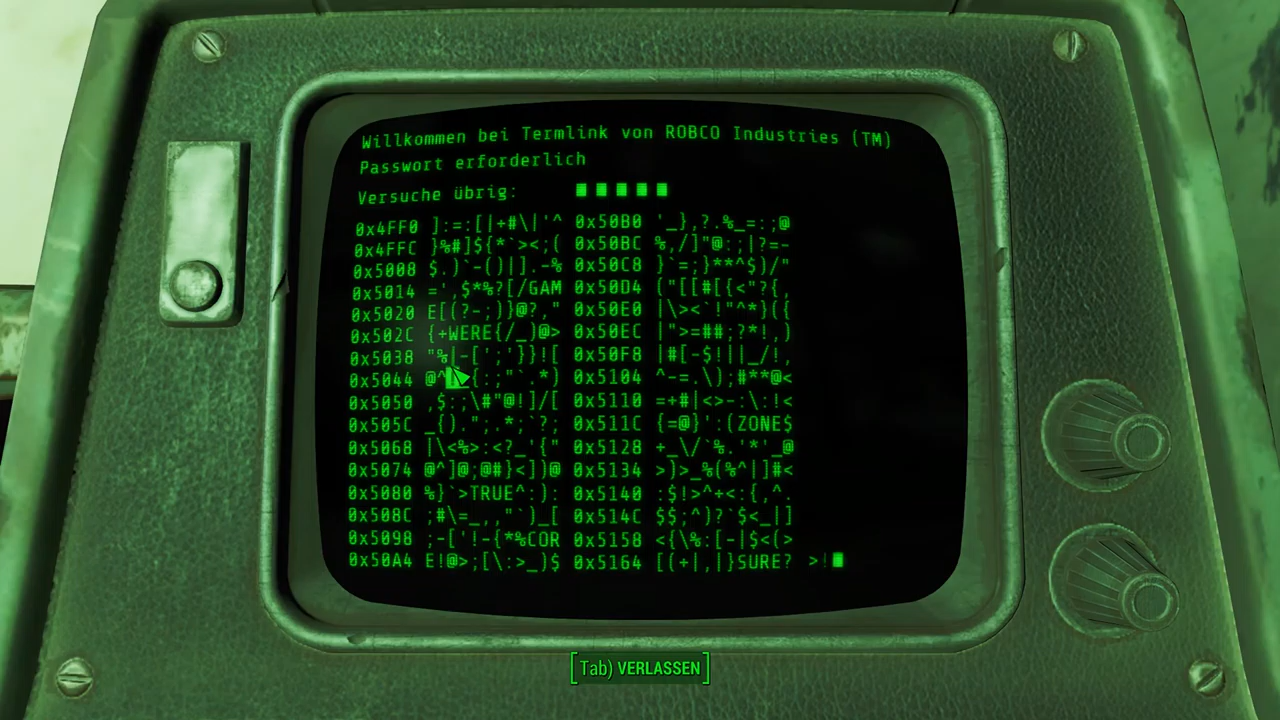 Willkommen bei Termlink von ROBCO Industries (TM)
Passwort erforderlich
Versuche übrig:
0x4FF0 ]:=:[|+#\|'^ 0x50B0 '_},?.%_=:;@
0x4FFC }%#]${*`><;( 0x50BC %,/]"@:;|?=-
0x5008 $.)`-()|].-% 0x50C8 }`=;}**^$)/"
0x5014 =',$*%?[/GAM 0x50D4 ("[[#[{<"?{,
0x5020 E[(?-;)}@?," 0x50E0 |\><`!"^*}({
0x502C {+WERE{/_)@> 0x50EC |">=##;?*!,)
0x5038 "%|-[';'}}![ 0x50F8 |#[-$!||_/!,
0x5044 @^ _{:;"`.*) 0x5104 ^-=.\);#**@<
0x5050 ,$:;\#"@!]/[ 0x5110 =+#|<>-:\:!<
0x505C _{).";.*;`?; 0x511C {=@}':(ZONE$
0x5068 |\<%>:<?_'{" 0x5128 +_\/`%.'*'_@
0x5074 @^]@;@#}<])@ 0x5134 >)>_%(%^|]#<
0x5080 %}`>TRUE^:): 0x5140 :$!>^+<:{,^.
0x508C ;#\=_,,"`)_[ 0x514C $$;^)?`$<_|]
0x5098 ;-['!-{*%COR 0x5158 <{\%:[-|$<(>
0x50A4 E!@>;[\:>_)$ 0x5164 [(+|,|}SURE? >!
Tab) VERLASSEN